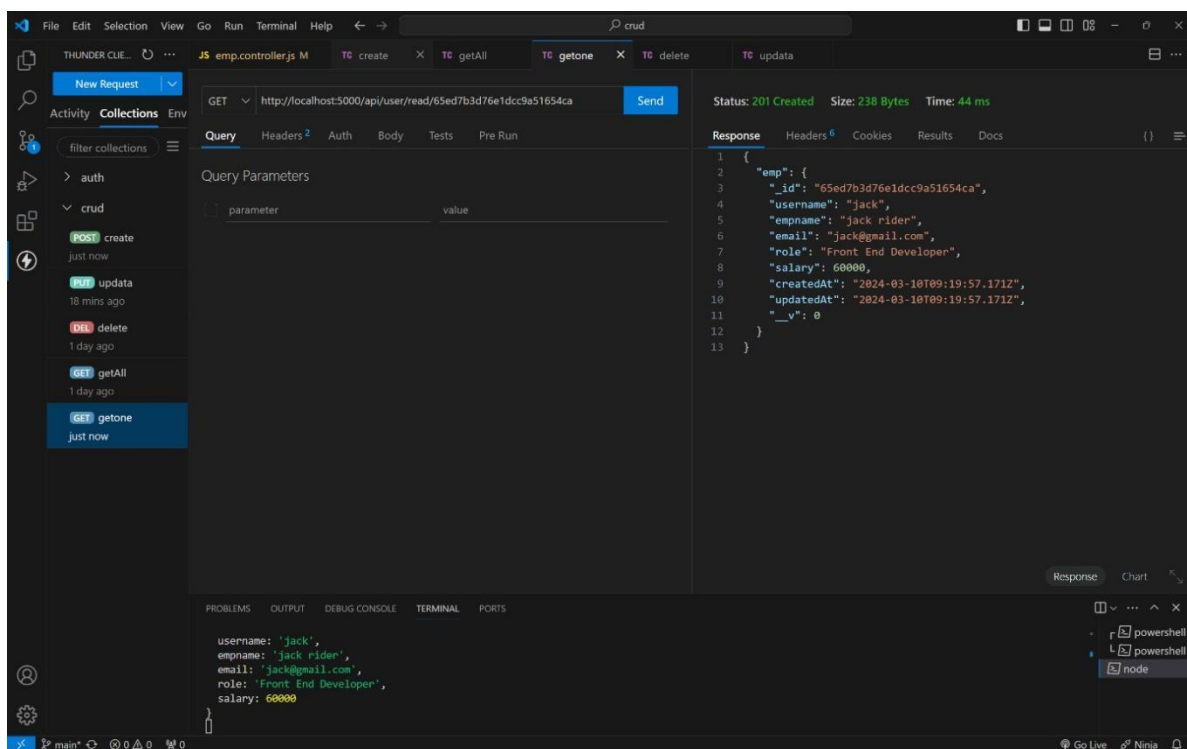 File Edit Selection View Go Run Terminal Help crud
THUNDER CLIE...
New Request
Activity Collections Env
filter collections
auth
crud
POST create
just now
PUT updata
18 mins ago
DEL delete
1 day ago
GET getAll
1 day ago
GET getone
just now
JS emp.controller.js M TC create TC getAll TC getone TC delete TC updata
GET http://localhost:5000/api/user/read/65ed7b3d76e1dcc9a51654ca Send
Query Headers 2 Auth Body Tests Pre Run
Query Parameters
parameter value
Status: 201 Created Size: 238 Bytes Time: 44 ms
Response Headers 6 Cookies Results Docs {}
1 {
2 "emp": {
3 "_id": "65ed7b3d76e1dcc9a51654ca",
4 "username": "jack",
5 "empname": "jack rider",
6 "email": "jack@gmail.com",
7 "role": "Front End Developer",
8 "salary": 60000,
9 "createdAt": "2024-03-10T09:19:57.171Z",
10 "updatedAt": "2024-03-10T09:19:57.171Z",
11 "__v": 0
12 }
13 }
Response Chart
PROBLEMS OUTPUT DEBUG CONSOLE TERMINAL PORTS
username: 'jack',
empname: 'jack rider',
email: 'jack@gmail.com',
role: 'Front End Developer',
salary: 60000
}
powershell
powershell
node
main* 0 0 0 Go Live Ninja